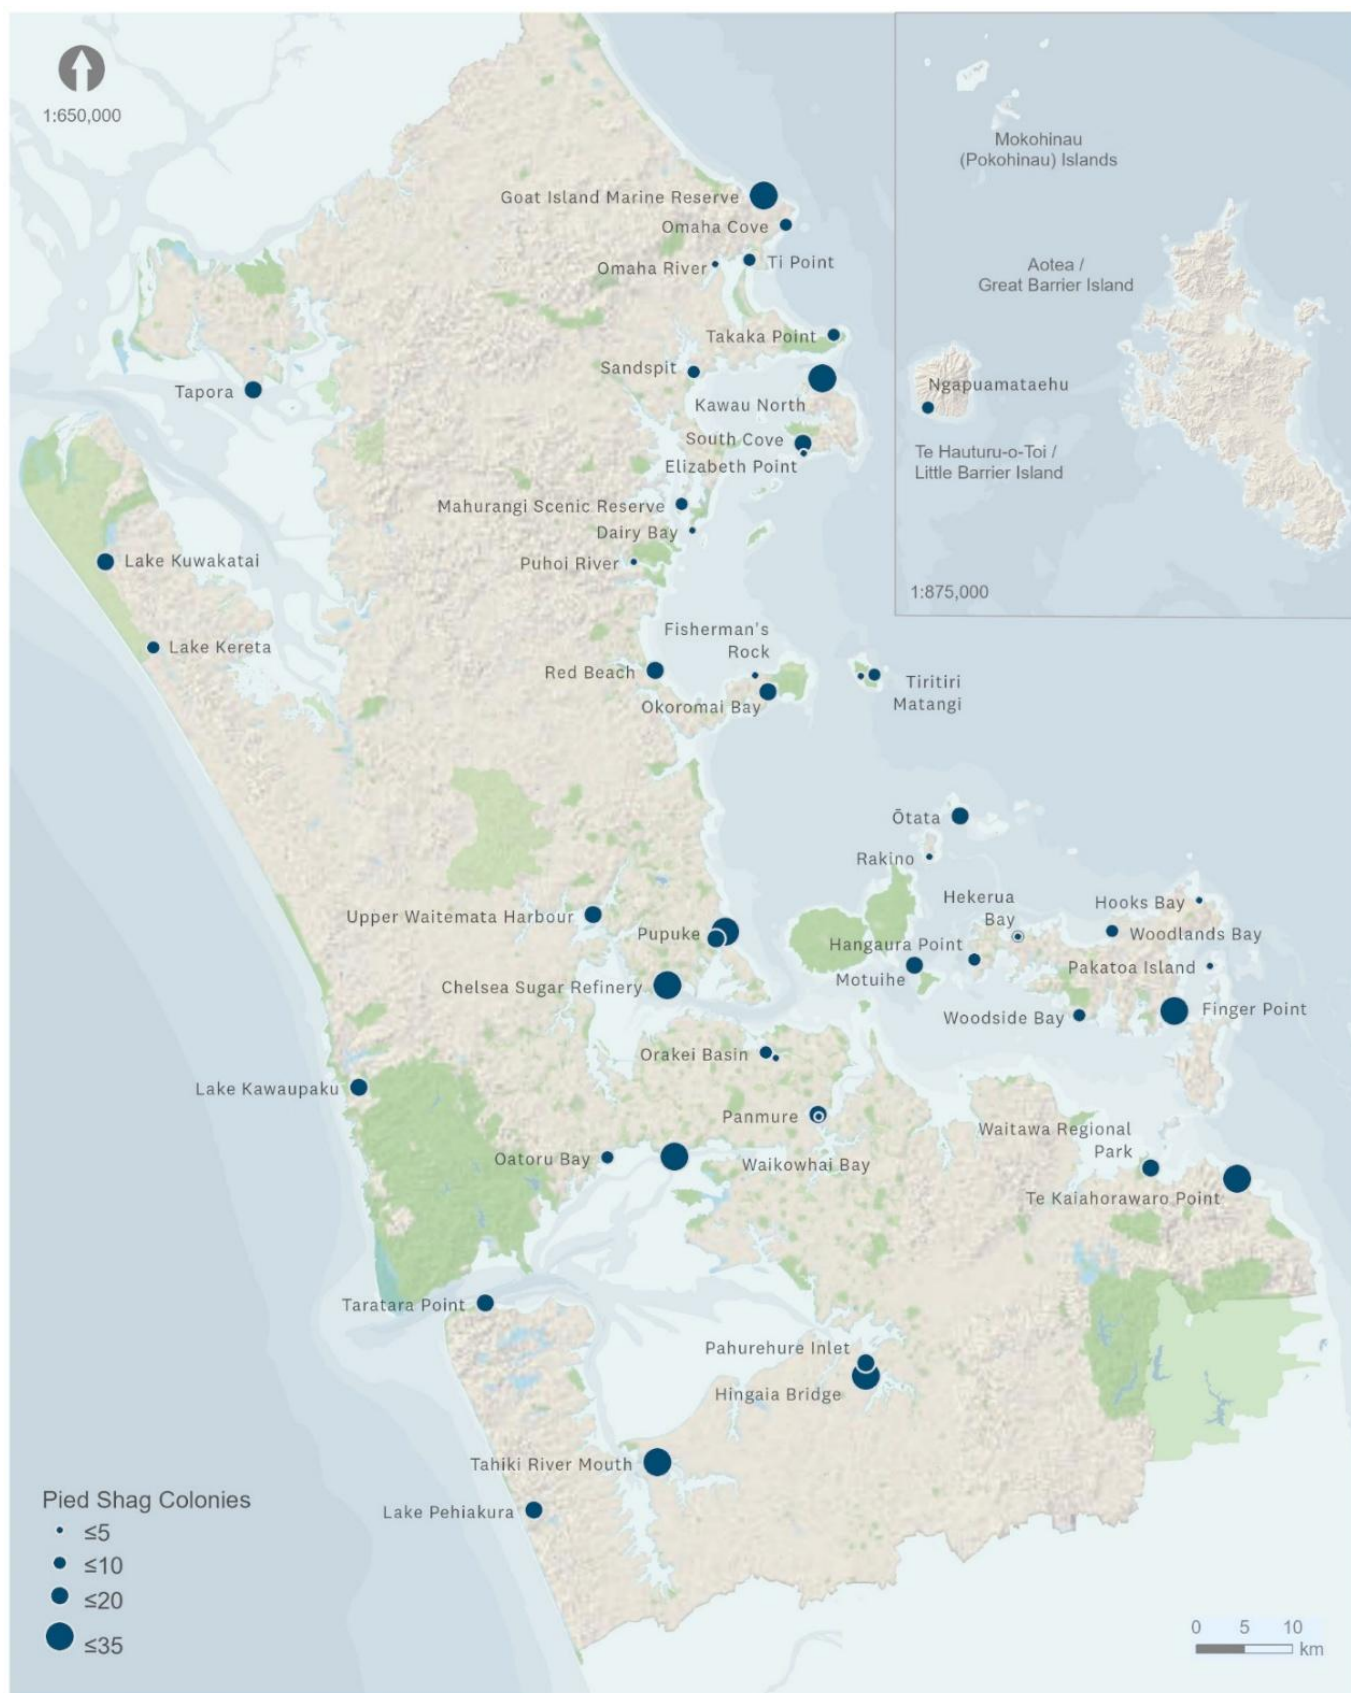 1:650,000
Mokohinau
(Pokohinau) Islands
Goat Island Marine Reserve
Omaha Cove
Omaha River
Ti Point
Aotea /
Great Barrier Island
Takaka Point
Sandspit
Tapora
Kawau North
Ngapuamataehu
South Cove
Elizabeth Point
Te Hauturu-o-Toi /
Little Barrier Island
Mahurangi Scenic Reserve
Dairy Bay
Lake Kuwakatai
Puhoi River
1:875,000
Fisherman's
Rock
Lake Kereta
Red Beach
Okoromai Bay
Tiritiri
Matangi
Ōtata
Rakino
Hekerua
Bay
Hooks Bay
Upper Waitemata Harbour
Pupuke
Woodlands Bay
Hangaura Point
Pakatoa Island
Motuihe
Chelsea Sugar Refinery
Finger Point
Woodside Bay
Orakei Basin
Lake Kawaupaku
Panmure
Waitawa Regional
Park
Oatoru Bay
Waikowhai Bay
Te Kaiahorawaro Point
Taratara Point
Pahurehure Inlet
Hingaia Bridge
Tahiki River Mouth
Lake Pehiakura
Pied Shag Colonies
≤5
≤10
≤20
≤35
0 5 10
km